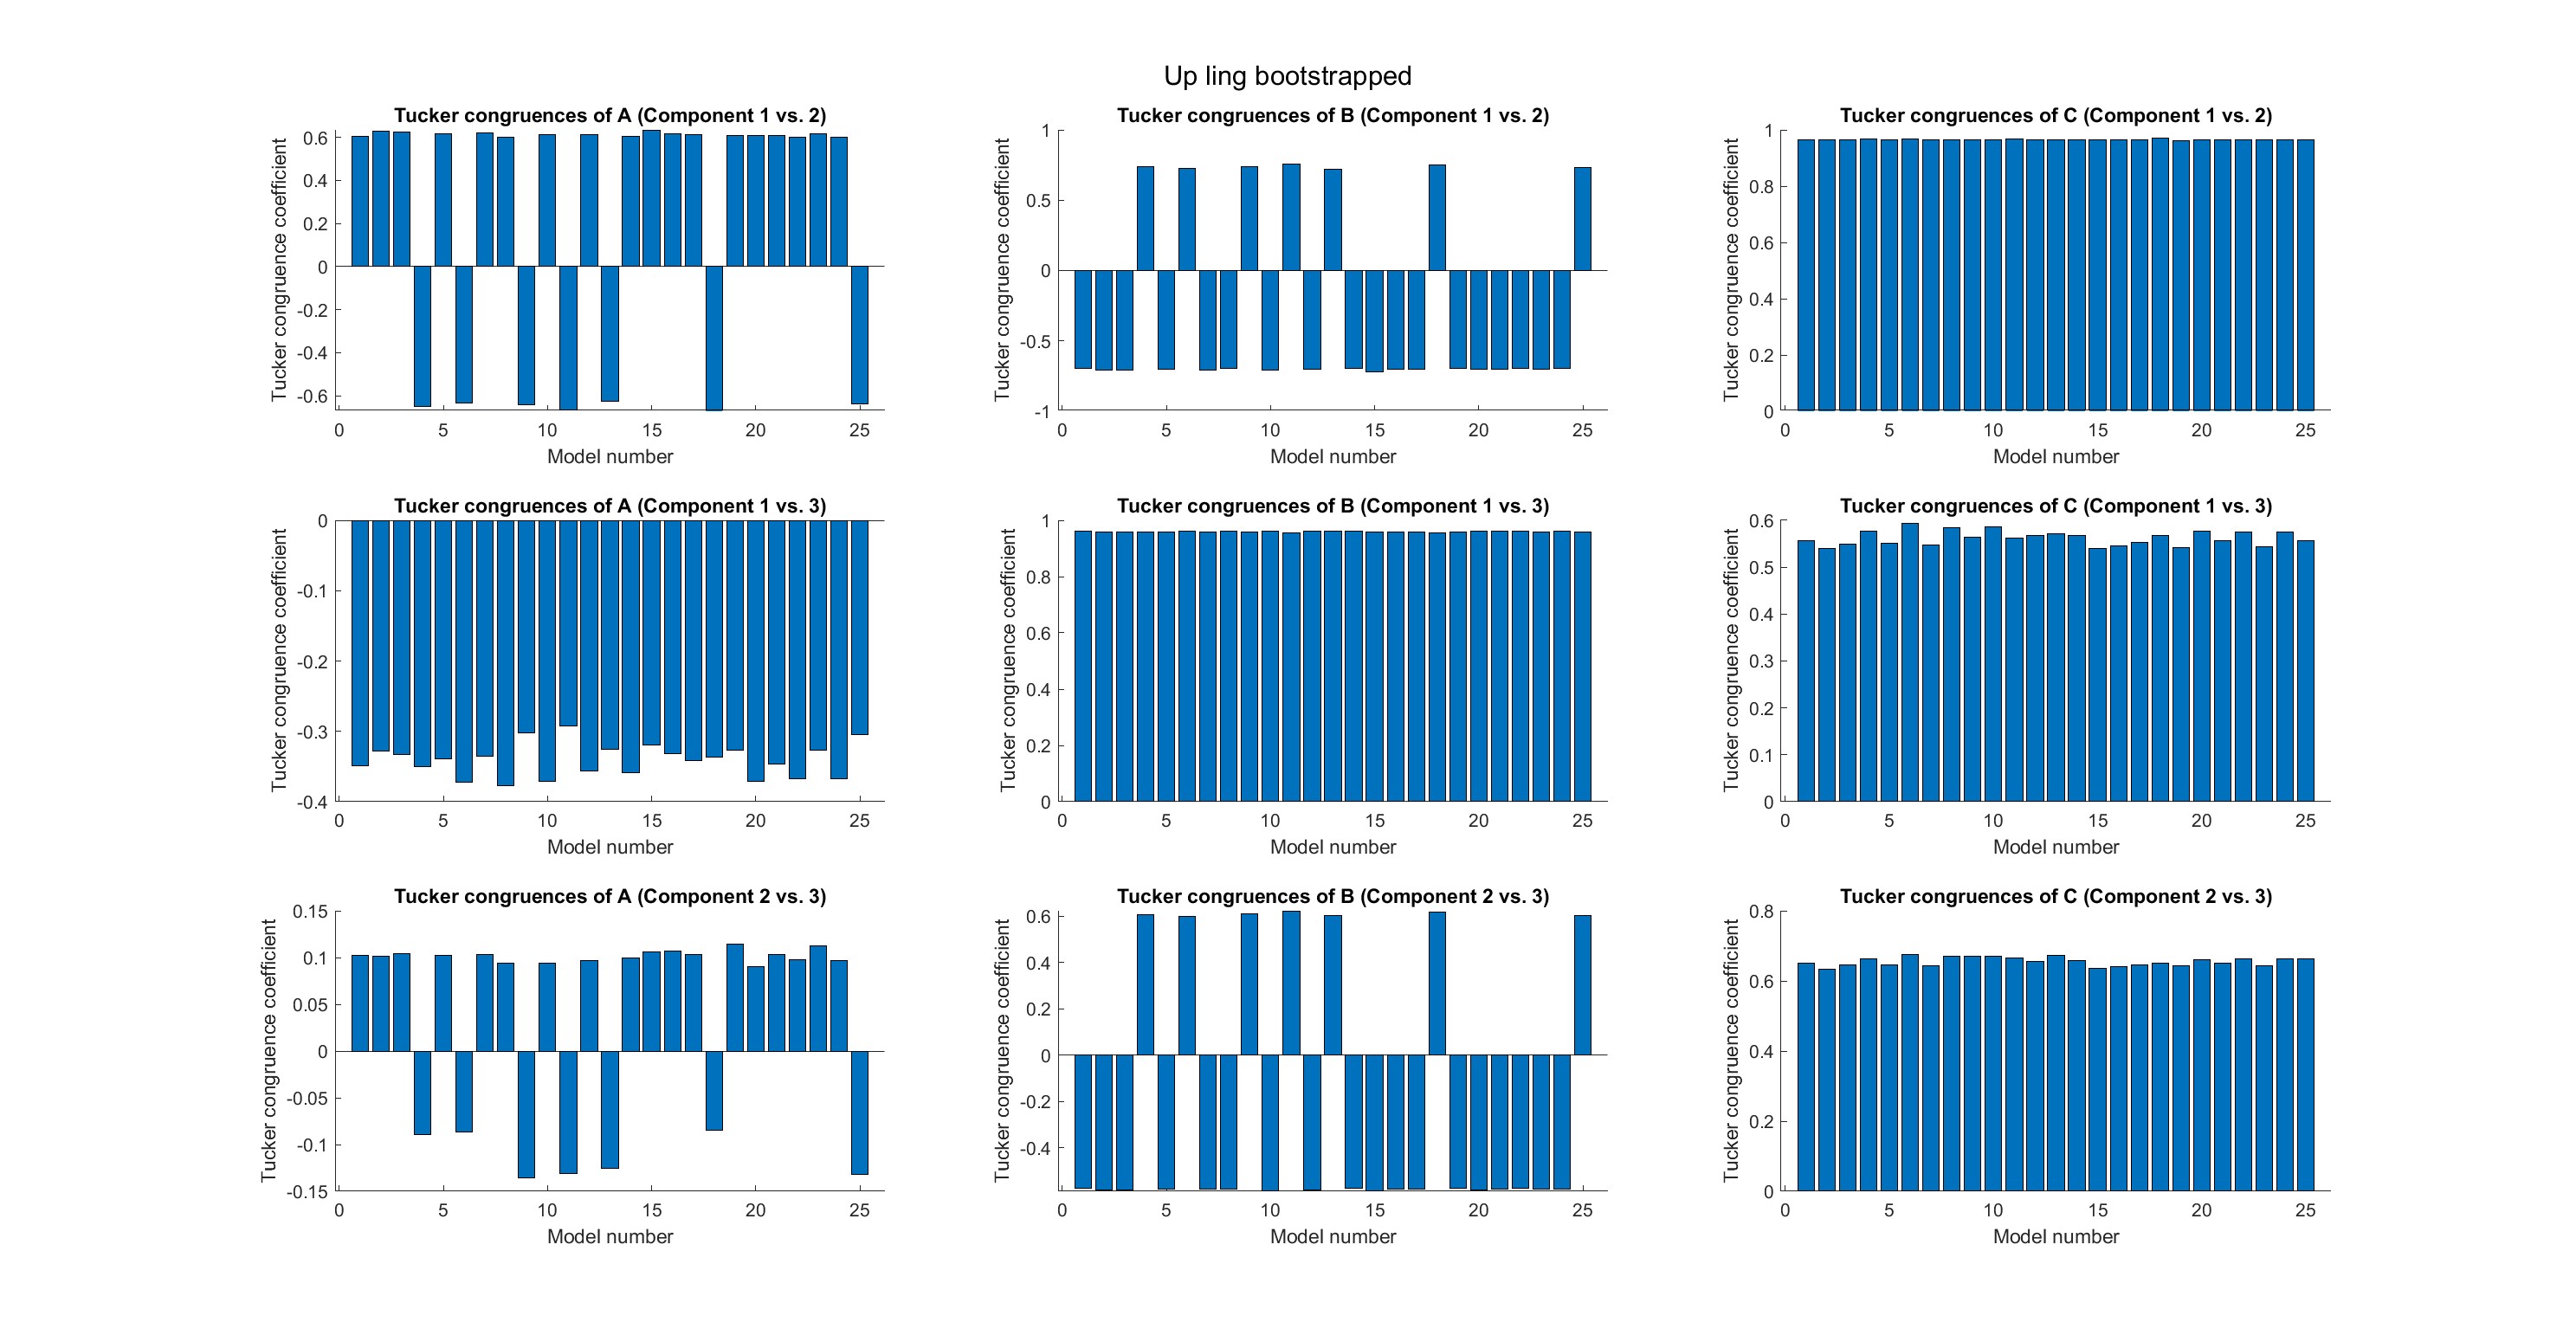 Up ling bootstrapped
Tucker congruences of A (Component 1 vs. 2)
Tucker congruence coefficient
0.6
0.4
0.2
0
-0.2
-0.4
-0.6
0 5 10 15 20 25
Model number
Tucker congruences of B (Component 1 vs. 2)
Tucker congruence coefficient
1
0.5
0
-0.5
-1
0 5 10 15 20 25
Model number
Tucker congruences of C (Component 1 vs. 2)
Tucker congruence coefficient
1
0.8
0.6
0.4
0.2
0
0 5 10 15 20 25
Model number
Tucker congruences of A (Component 1 vs. 3)
Tucker congruence coefficient
0
-0.1
-0.2
-0.3
-0.4
0 5 10 15 20 25
Model number
Tucker congruences of B (Component 1 vs. 3)
Tucker congruence coefficient
1
0.8
0.6
0.4
0.2
0
0 5 10 15 20 25
Model number
Tucker congruences of C (Component 1 vs. 3)
Tucker congruence coefficient
0.6
0.5
0.4
0.3
0.2
0.1
0
0 5 10 15 20 25
Model number
Tucker congruences of A (Component 2 vs. 3)
Tucker congruence coefficient
0.15
0.1
0.05
0
-0.05
-0.1
-0.15
0 5 10 15 20 25
Model number
Tucker congruences of B (Component 2 vs. 3)
Tucker congruence coefficient
0.6
0.4
0.2
0
-0.2
-0.4
0 5 10 15 20 25
Model number
Tucker congruences of C (Component 2 vs. 3)
Tucker congruence coefficient
0.8
0.6
0.4
0.2
0
0 5 10 15 20 25
Model number